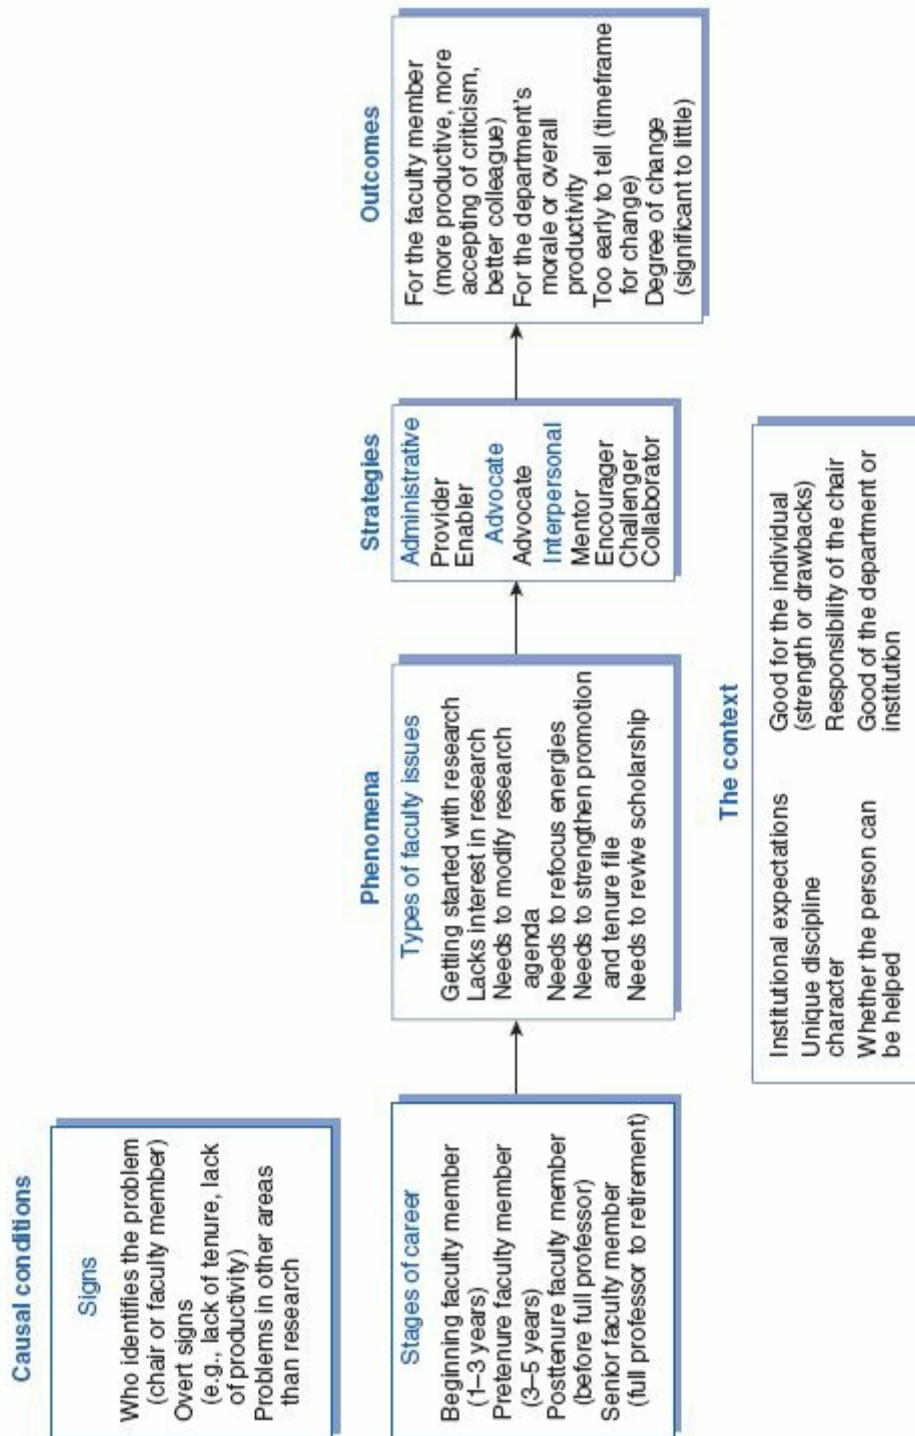 Causal conditions
Signs
Who identifies the problem
(chair or faculty member)
Overt signs
(e.g., lack of tenure, lack
of productivity)
Problems in other areas
than research
Stages of career
Beginning faculty member
(1–3 years)
Pretenure faculty member
(3–5 years)
Posttenure faculty member
(before full professor)
Senior faculty member
(full professor to retirement)
Phenomena
Types of faculty issues
Getting started with research
Lacks interest in research
Needs to modify research
agenda
Needs to refocus energies
Needs to strengthen promotion
and tenure file
Needs to revive scholarship
Strategies
Administrative
Provider
Enabler
Advocate
Advocate
Interpersonal
Mentor
Encourager
Challenger
Collaborator
Outcomes
For the faculty member
(more productive, more
accepting of criticism,
better colleague)
For the department's
morale or overall
productivity
Too early to tell (timeframe
for change)
Degree of change
(significant to little)
The context
Institutional expectations
Unique discipline
character
Whether the person can
be helped
Good for the individual
(strength or drawbacks)
Responsibility of the chair
Good of the department or
institution